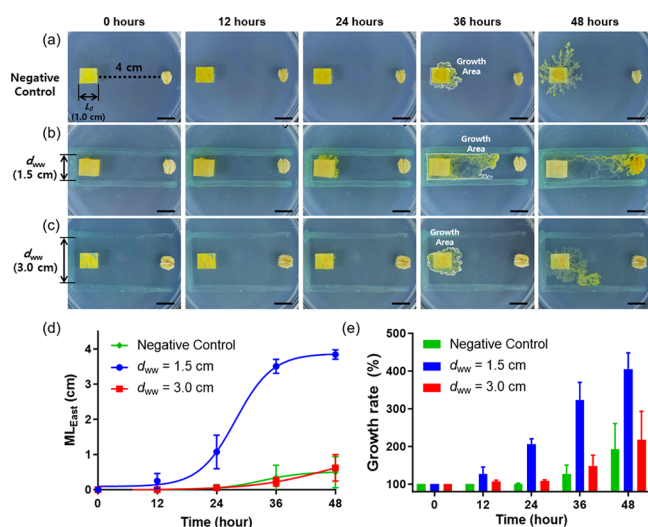 0 hours 12 hours 24 hours 36 hours 48 hours
(a)
Negative
Control
4 cm
L0
(1.0 cm)
Growth
Area
(b)
dww
(1.5 cm)
Growth
Area
(c)
dww
(3.0 cm)
Growth
Area
(d)
Negative Control
dww = 1.5 cm
dww = 3.0 cm
MLEast (cm)
4
3
2
1
0
0 12 24 36 48
Time (hour)
(e)
Negative Control
dww = 1.5 cm
dww = 3.0 cm
Growth rate (%)
500
400
300
200
100
0 12 24 36 48
Time (hour)